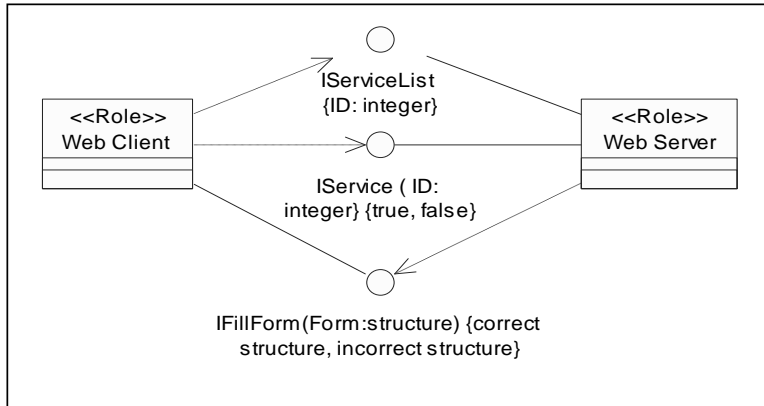 IServiceList
{ID: integer}
<<Role>>
Web Client
<<Role>>
Web Server
IService ( ID:
integer} {true, false}
IFillForm(Form:structure) {correct
structure, incorrect structure}